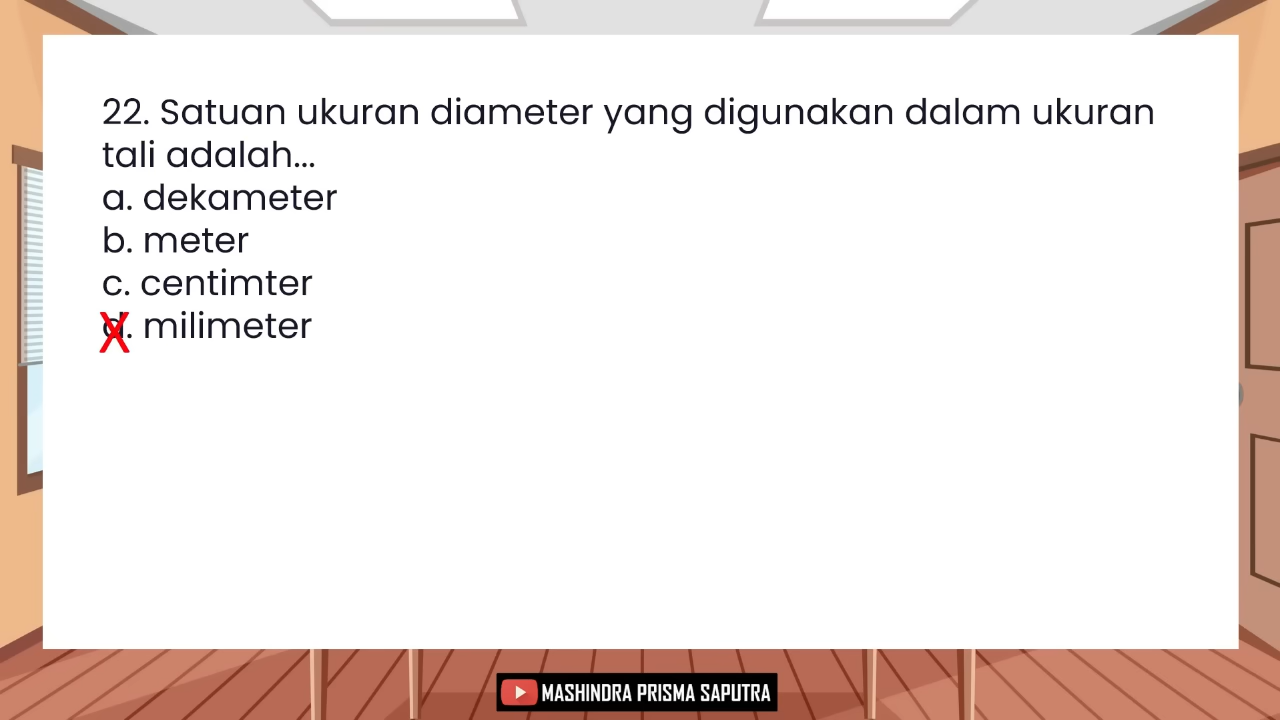 22. Satuan ukuran diameter yang digunakan dalam ukuran
tali adalah...
a. dekameter
b. meter
c. centimter
d. milimeter
X
MASHINDRA PRISMA SAPUTRA